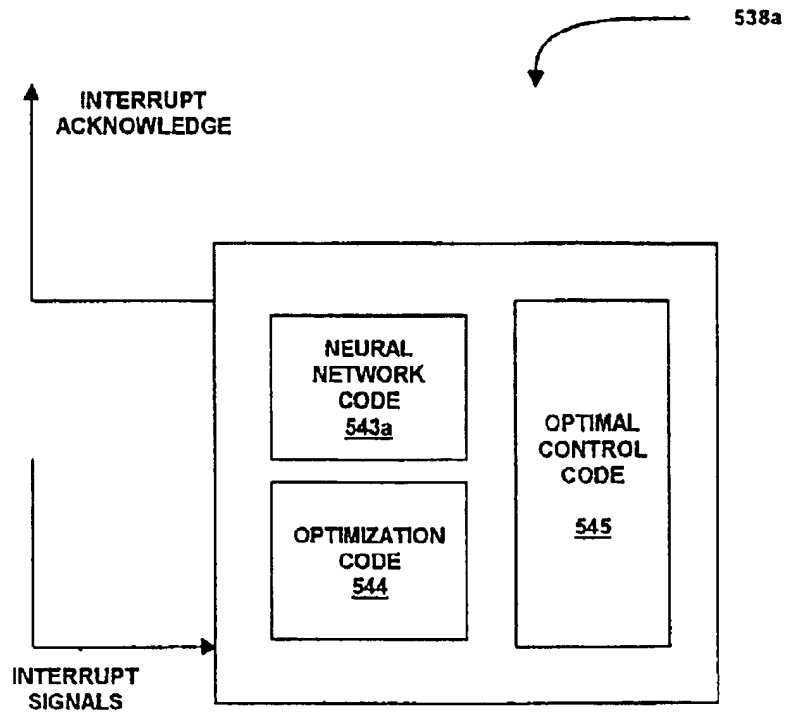 538a
INTERRUPT
ACKNOWLEDGE
NEURAL
NETWORK
CODE
543a
OPTIMAL
CONTROL
CODE
545
OPTIMIZATION
CODE
544
INTERRUPT
SIGNALS